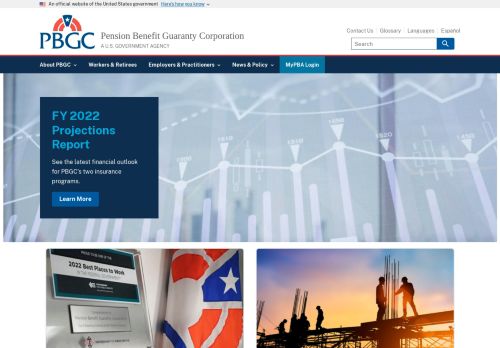 An official website of the United States government Here's how you know
PBGC
Pension Benefit Guaranty Corporation
A U.S. GOVERNMENT AGENCY
Contact Us Glossary Languages Español
Search
About PBGC Workers & Retirees Employers & Practitioners News & Policy MyPBA Login
FY 2022
Projections
Report
See the latest financial outlook
for PBGC's two insurance
programs.
Learn More
2022 Best Places to Work